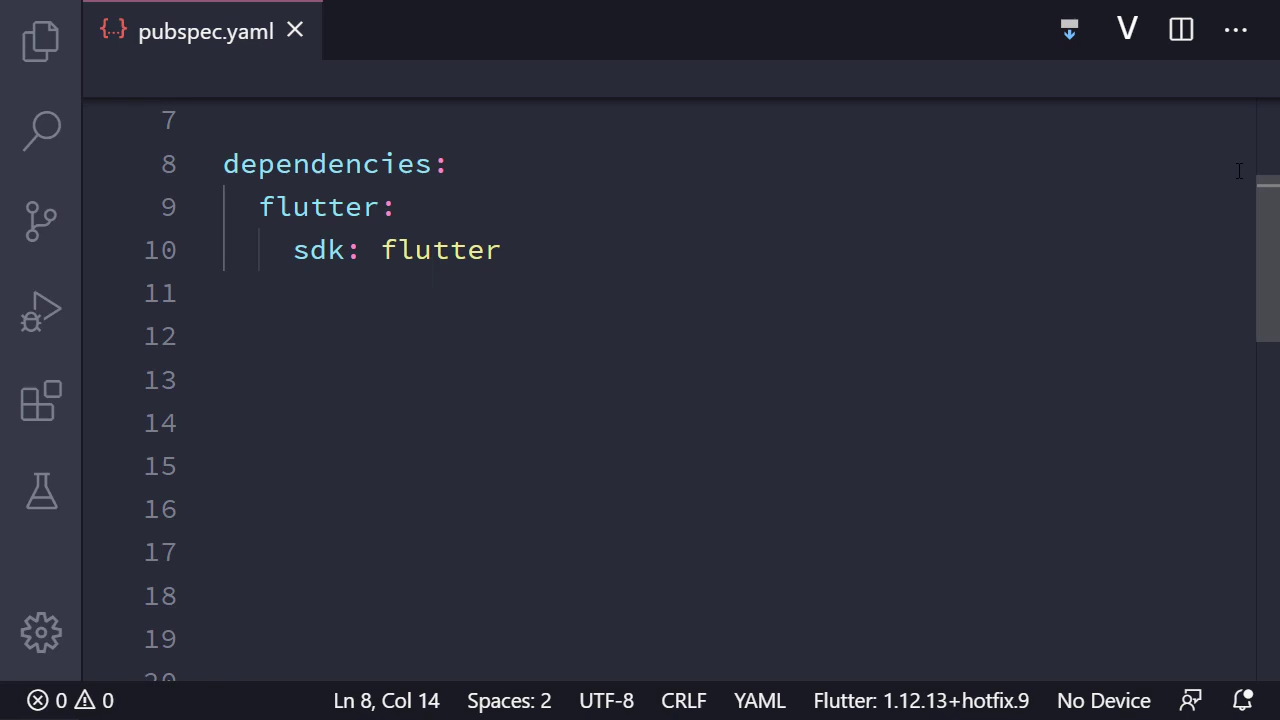 pubspec.yaml
7
8 dependencies:
9 flutter:
10 sdk: flutter
11
12
13
14
15
16
17
18
19
20
0 0 Ln 8, Col 14 Spaces: 2 UTF-8 CRLF YAML Flutter: 1.12.13+hotfix.9 No Device